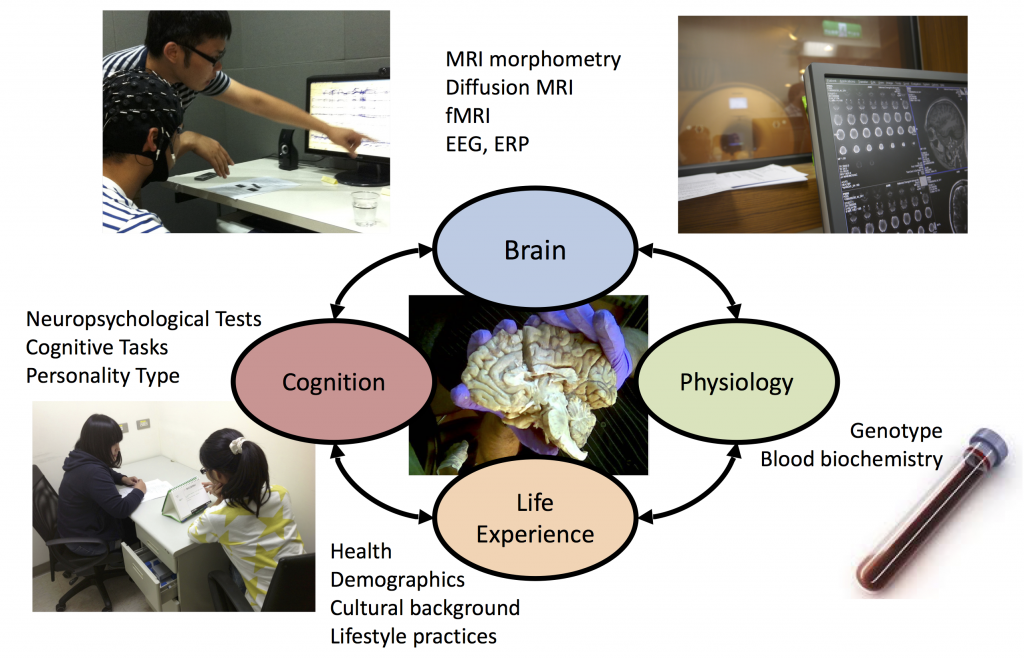 MRI morphometry
Diffusion MRI
fMRI
EEG, ERP
Brain
Neuropsychological Tests
Cognitive Tasks
Personality Type
Cognition
Physiology
Genotype
Blood biochemistry
Life
Experience
Health
Demographics
Cultural background
Lifestyle practices